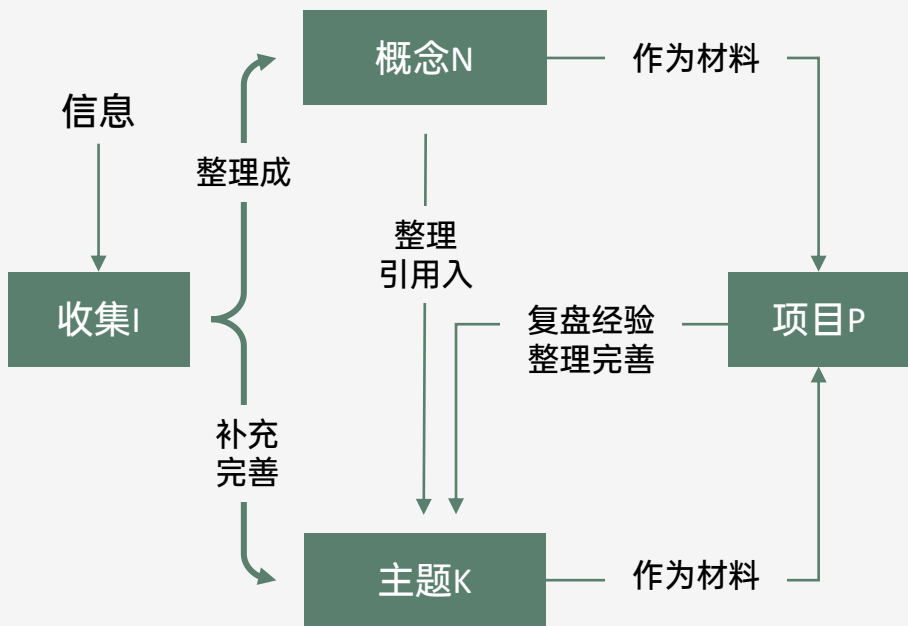 概念N
作为材料
信息
整理成
整理
引用入
收集I
复盘经验
整理完善
项目P
补充
完善
主题K
作为材料